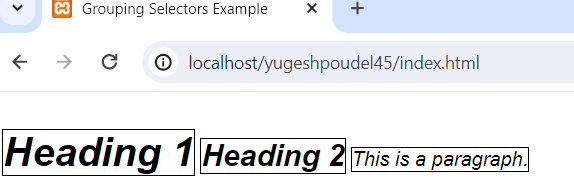 Grouping Selectors Example
localhost/yugeshpoudel45/index.html
Heading 1 Heading 2 This is a paragraph.